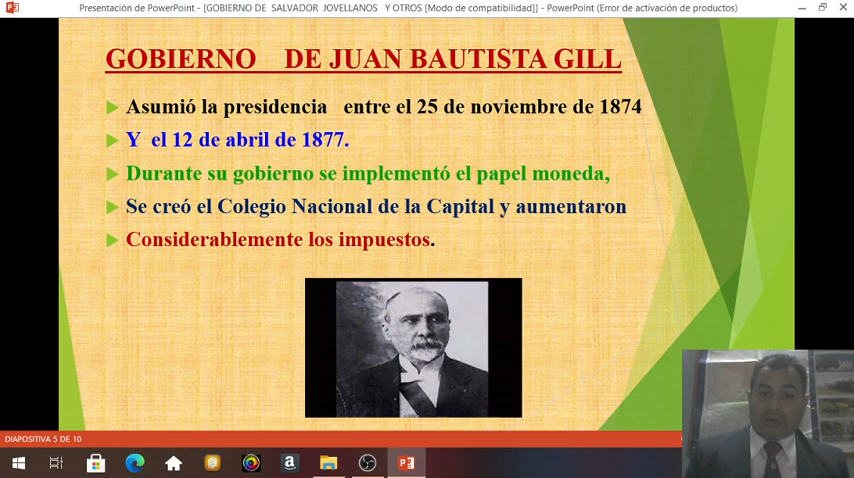 Presentación de PowerPoint - [GOBIERNO DE SALVADOR JOVELLANOS Y OTROS [Modo de compatibilidad]] - PowerPoint (Error de activación de productos)
GOBIERNO DE JUAN BAUTISTA GILL
Asumió la presidencia entre el 25 de noviembre de 1874
Y el 12 de abril de 1877.
Durante su gobierno se implementó el papel moneda,
Se creó el Colegio Nacional de la Capital y aumentaron
Considerablemente los impuestos.
DIAPOSITIVA 5 DE 10